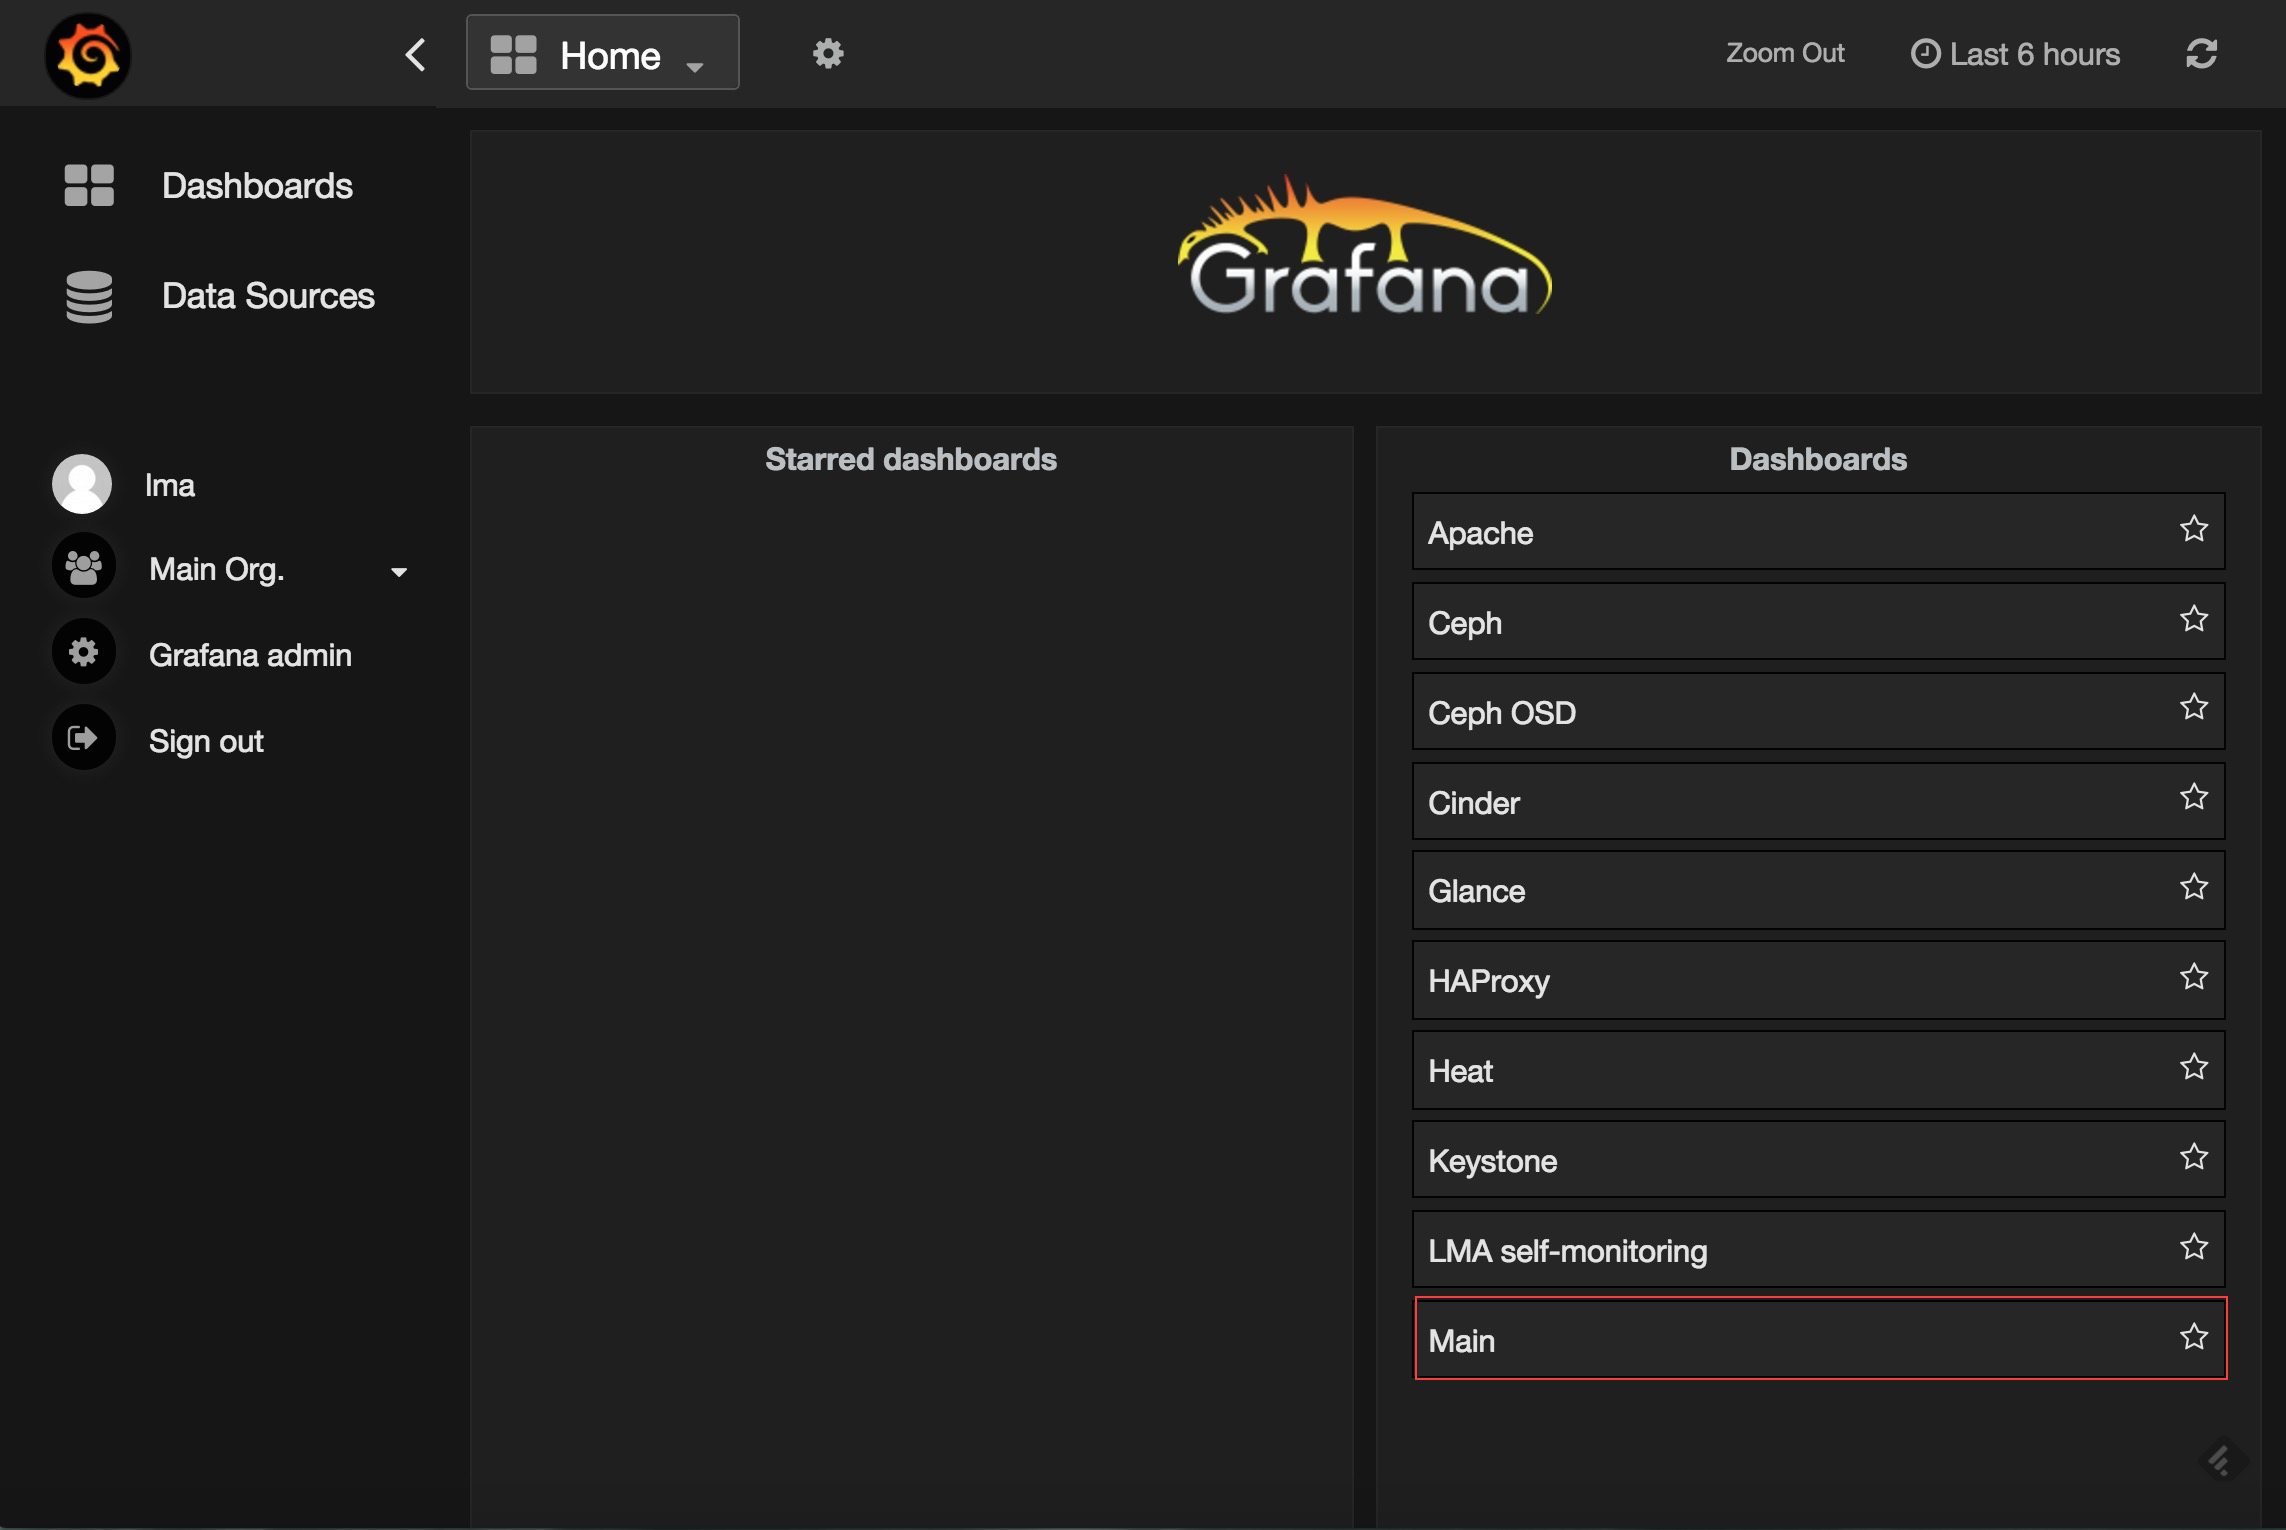 Home
Zoom Out
Last 6 hours
Dashboards
Data Sources
lma
Main Org.
Grafana admin
Sign out
Grafana
Starred dashboards
Dashboards
Apache
Ceph
Ceph OSD
Cinder
Glance
HAProxy
Heat
Keystone
LMA self-monitoring
Main